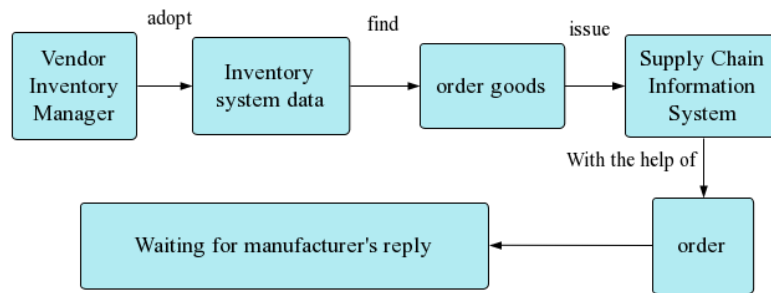 adopt
find
issue
Vendor
Inventory
Manager
Inventory
system data
order goods
Supply Chain
Information
System
With the help of
Waiting for manufacturer's reply
order